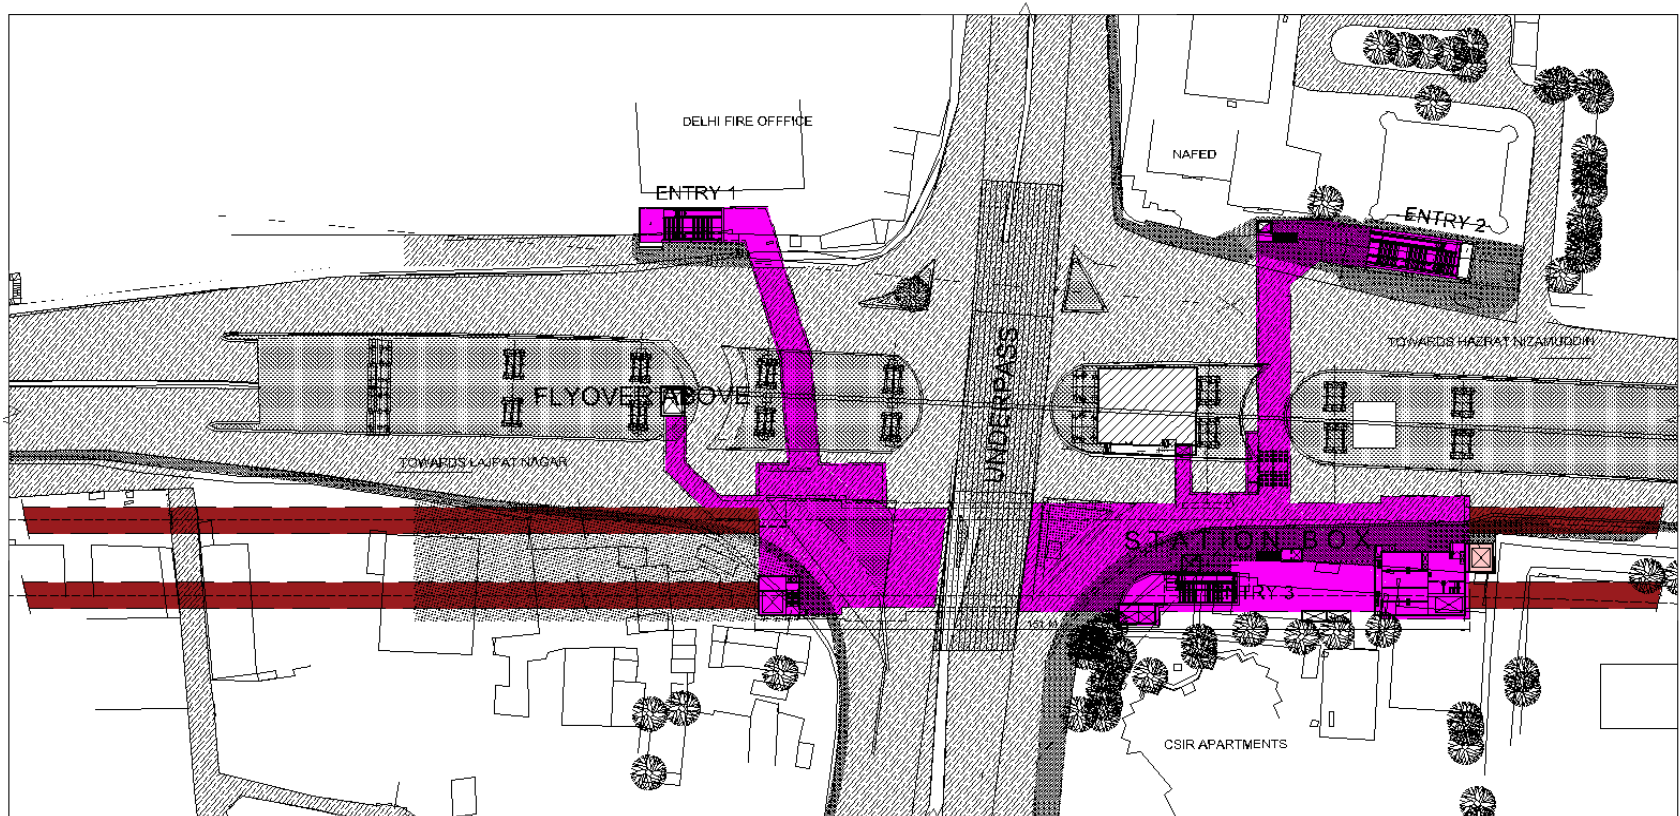 DELHI FIRE OFFFICE
NAFED
ENTRY 1
ENTRY 2
TOWARDS HAZRAT NIZAMUDDIN
FLYOVER ABOVE
UNDERPASS
TOWARDS LAJPAT NAGAR
STATION BOX
ENTRY 3
151 M
CSIR APARTMENTS